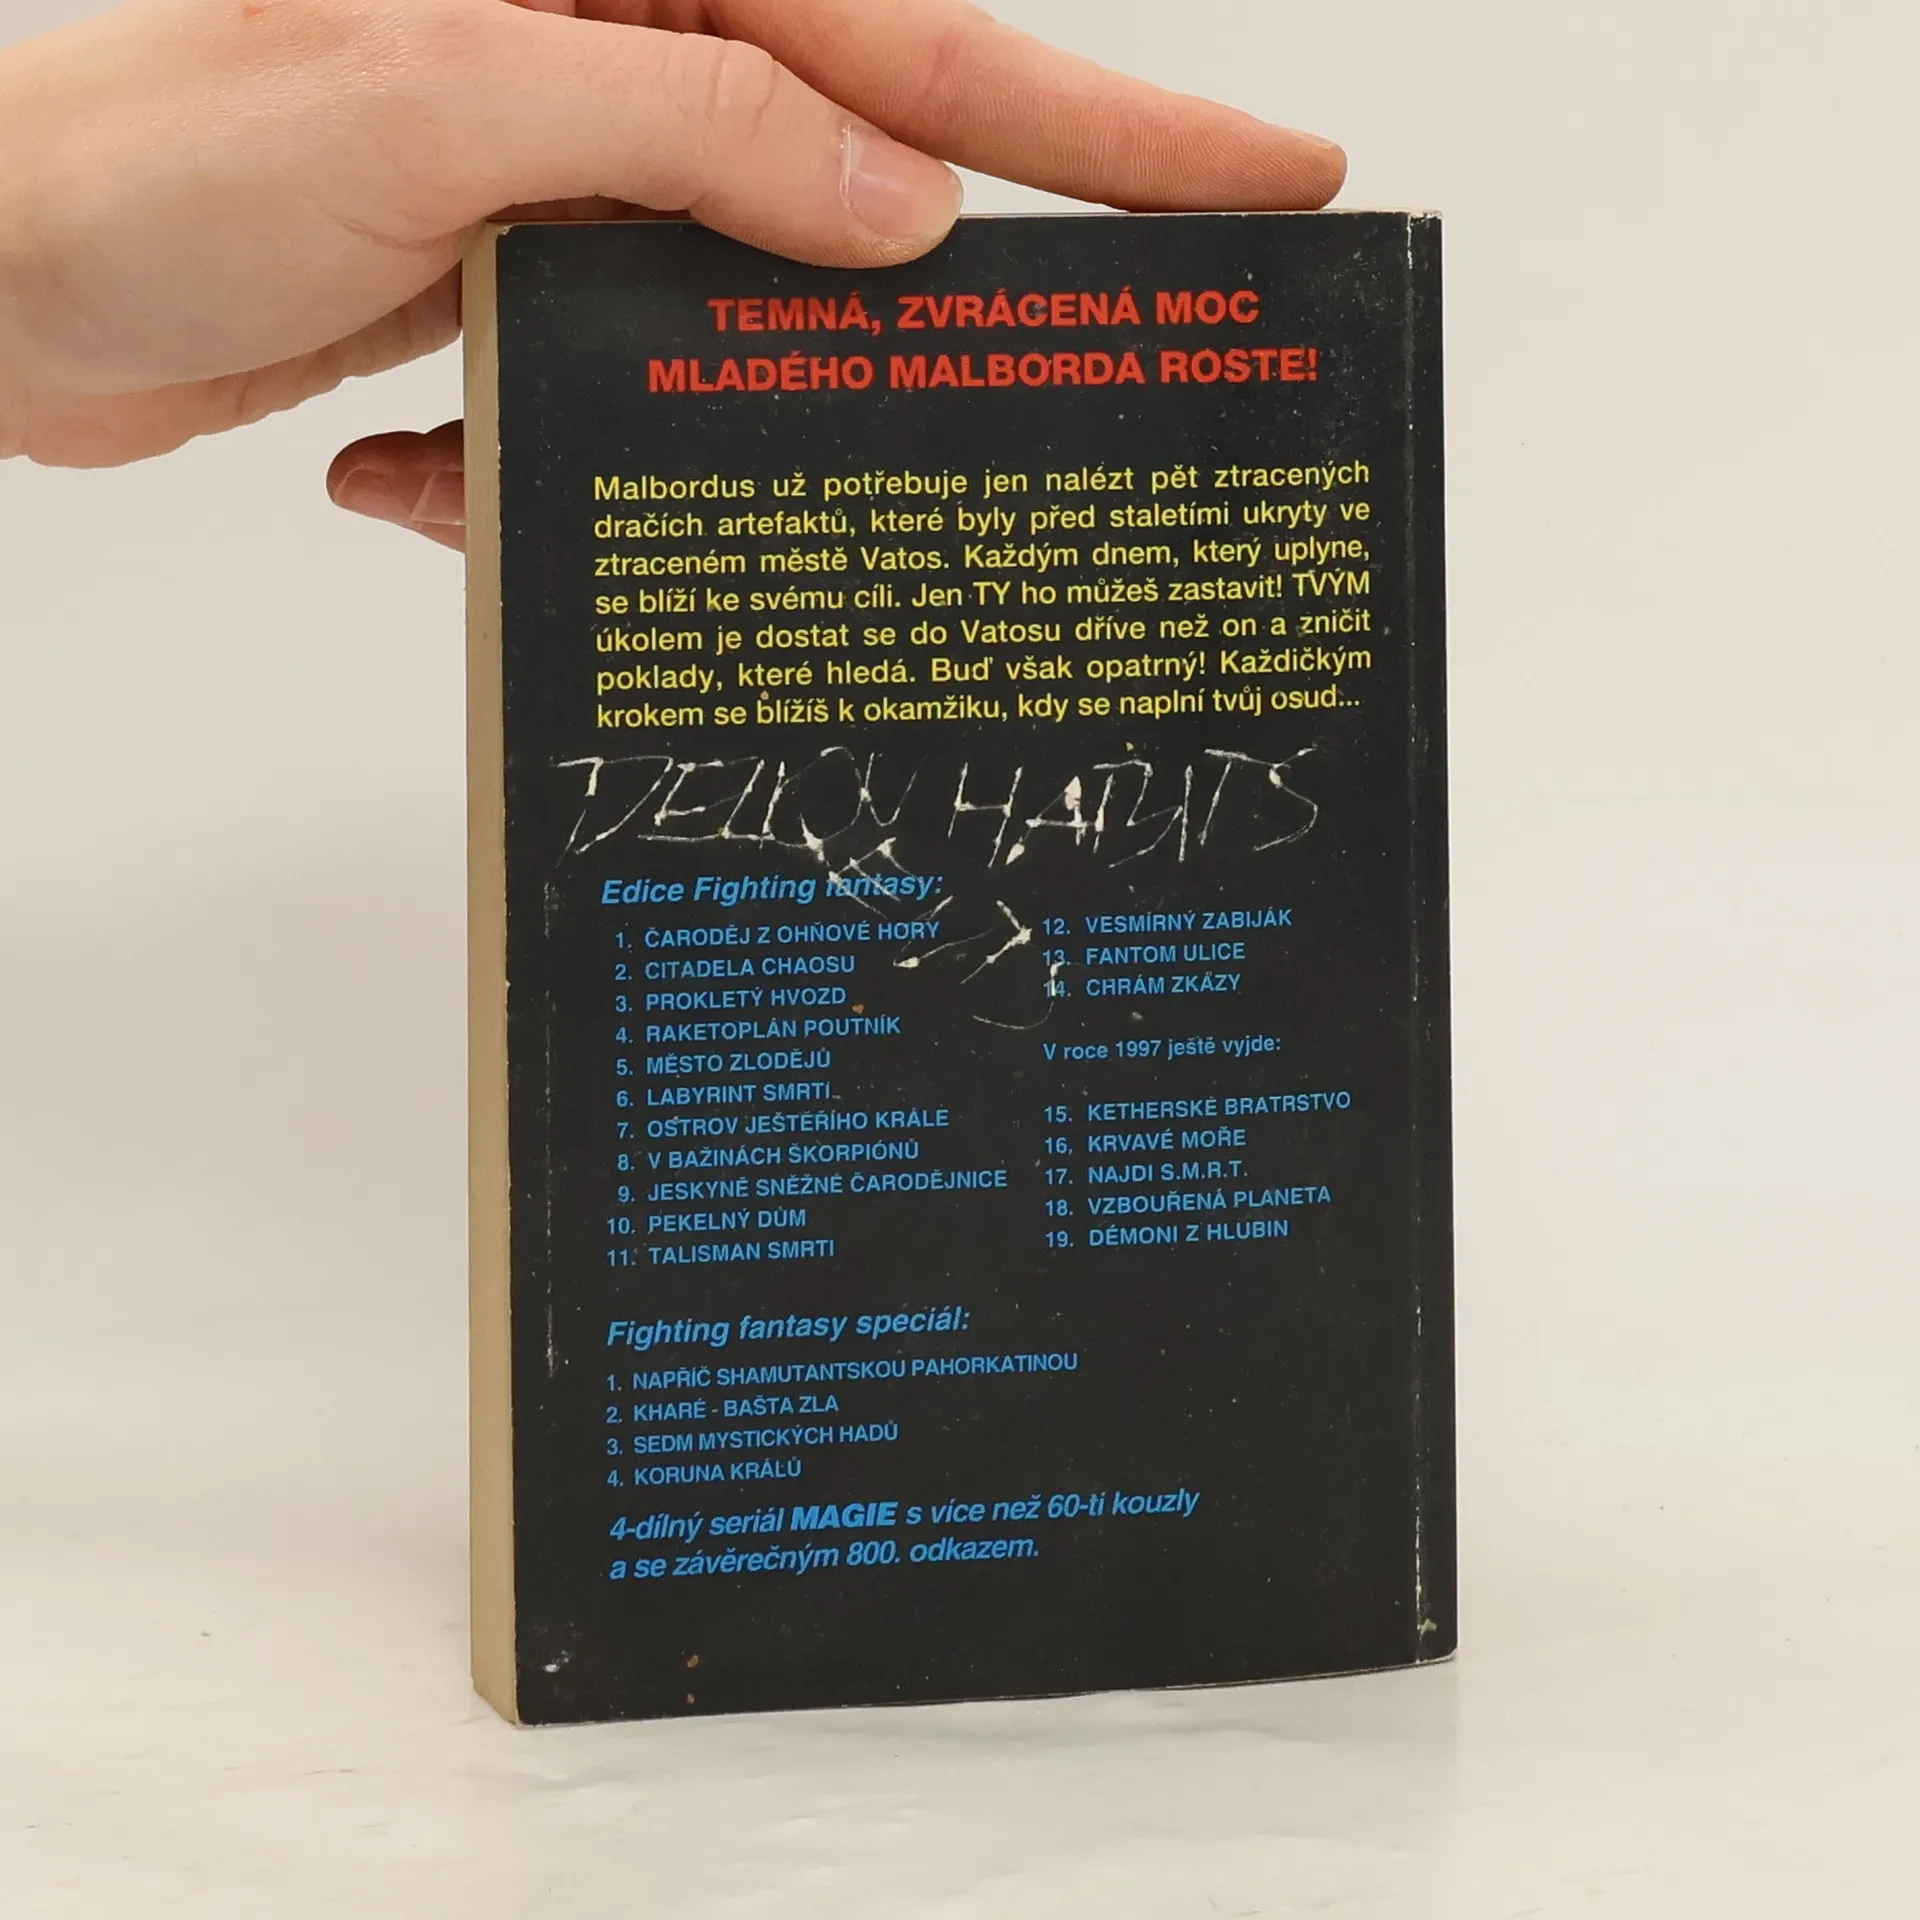 TEMNÁ, ZVRÁCENÁ MOC
MLADÉHO MALBORDA ROSTE!
Malbordus už potřebuje jen nalézt pět ztracených
dračích artefaktů, které byly před staletími ukryty ve
ztraceném městě Vatos. Každým dnem, který uplyne,
se blíží ke svému cíli. Jen TY ho můžeš zastavit! TVÝM
úkolem je dostat se do Vatosu dříve než on a zničit
poklady, které hledá. Buď však opatrný! Každičkým
krokem se blížíš k okamžiku, kdy se naplní tvůj osud...
HABITS
Edice Fighting fantasy:
1. ČARODĚJ Z OHŇOVÉ HORY
2. CITADELA CHAOSU
3. PROKLETÝ HVOZD
4. RAKETOPLÁN POUTNÍK
5. MĚSTO ZLODĚJŮ
6. LABYRINT SMRTI
7. OSTROV JEŠTĚŘÍHO KRÁLE
8. V BAŽINÁCH ŠKORPIÓNŮ
9. JESKYNĚ SNĚŽNÉ ČARODĚJNICE
10. PEKELNÝ DŮM
11. TALISMAN SMRTI
12. VESMÍRNÝ ZABIJÁK
13. FANTOM ULICE
14. CHRÁM ZKÁZY
V roce 1997 ještě vyjde:
15. KETHERSKÉ BRATRSTVO
16, KRVAVÉ MOŘE
17. NAJDI S.M.R.T.
18. VZBOUŘENÁ PLANETA
19. DÉMONI Z HLUBIN
Fighting fantasy speciál:
1. NAPŘÍČ SHAMUTANTSKOU PAHORKATINOU
2. KHARÉ - BAŠTA ZLA
3. SEDM MYSTICKÝCH HADŮ
4. KORUNA KRÁLŮ
4-dílný seriál MAGIE s více než 60-ti kouzly
a se závěrečným 800. odkazem.